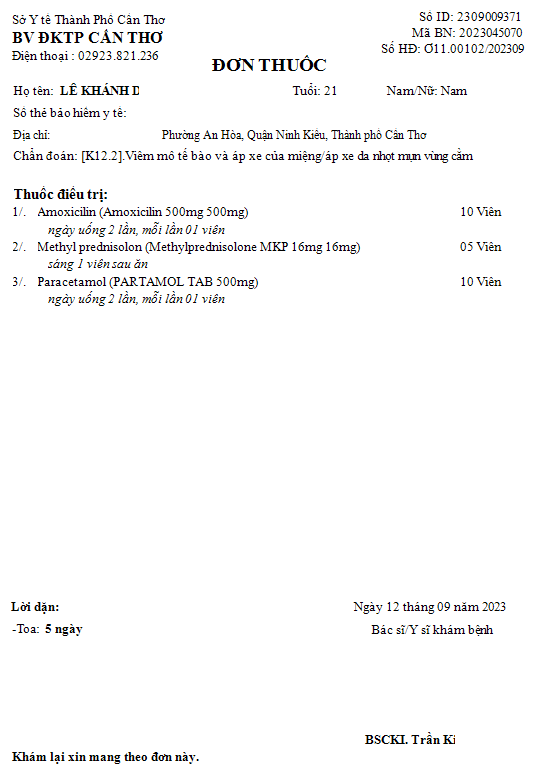 Sở Y tế Thành Phố Cần Thơ
Số ID: 2309009371
BV ĐKTP CẦN THƠ
Mã BN: 2023045070
Điện thoại : 02923.821.236
Số HĐ: Ơ11.00102/202309
ĐƠN THUỐC
Họ tên: LÊ KHÁNH D
Tuổi: 21
Nam/Nữ: Nam
Số thẻ bảo hiểm y tế:
Địa chỉ: Phường An Hòa, Quận Ninh Kiều, Thành phố Cần Thơ
Chẩn đoán: [K12.2].Viêm mô tế bào và áp xe của miệng/áp xe da nhọt mụn vùng cằm
Thuốc điều trị:
1/. Amoxicilin (Amoxicilin 500mg 500mg) 10 Viên
ngày uống 2 lần, mỗi lần 01 viên
2/. Methyl prednisolon (Methylprednisolone MKP 16mg 16mg) 05 Viên
sáng 1 viên sau ăn
3/. Paracetamol (PARTAMOL TAB 500mg) 10 Viên
ngày uống 2 lần, mỗi lần 01 viên
Lời dặn:
Ngày 12 tháng 09 năm 2023
-Toa: 5 ngày
Bác sĩ/Y sĩ khám bệnh
BSCKI. Trần Ki
Khám lại xin mang theo đơn này.